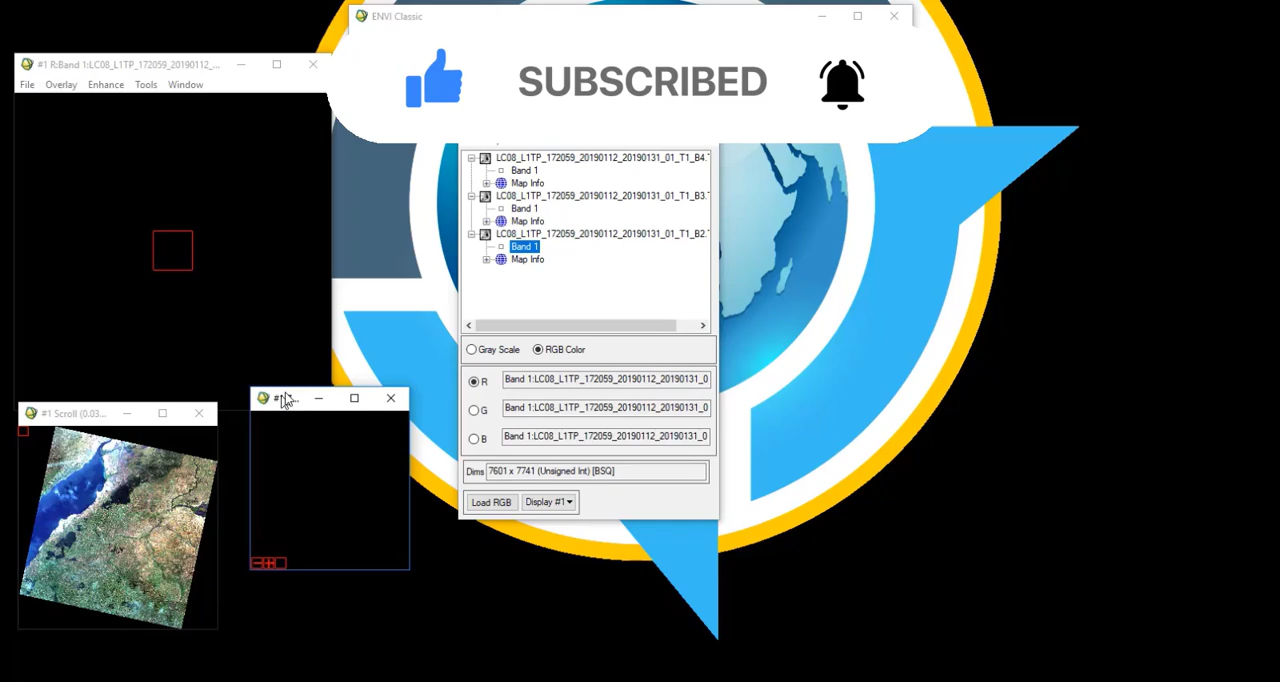 ENVI Classic
SUBSCRIBED
#1 R:Band 1:LC08_L1TP_172059_20190112_...
File Overlay Enhance Tools Window
LC08_L1TP_172059_20190112_20190131_01_T1_B4.
Band 1
Map Info
LC08_L1TP_172059_20190112_20190131_01_T1_B3.
Band 1
Map Info
LC08_L1TP_172059_20190112_20190131_01_T1_B2.
Band 1
Map Info
Gray Scale RGB Color
R Band 1:LC08_L1TP_172059_20190112_20190131_0
G Band 1:LC08_L1TP_172059_20190112_20190131_0
B Band 1:LC08_L1TP_172059_20190112_20190131_0
Dims 7601 x 7741 (Unsigned Int) [BSQ]
Load RGB Display #1
#1 Scroll (0.03...